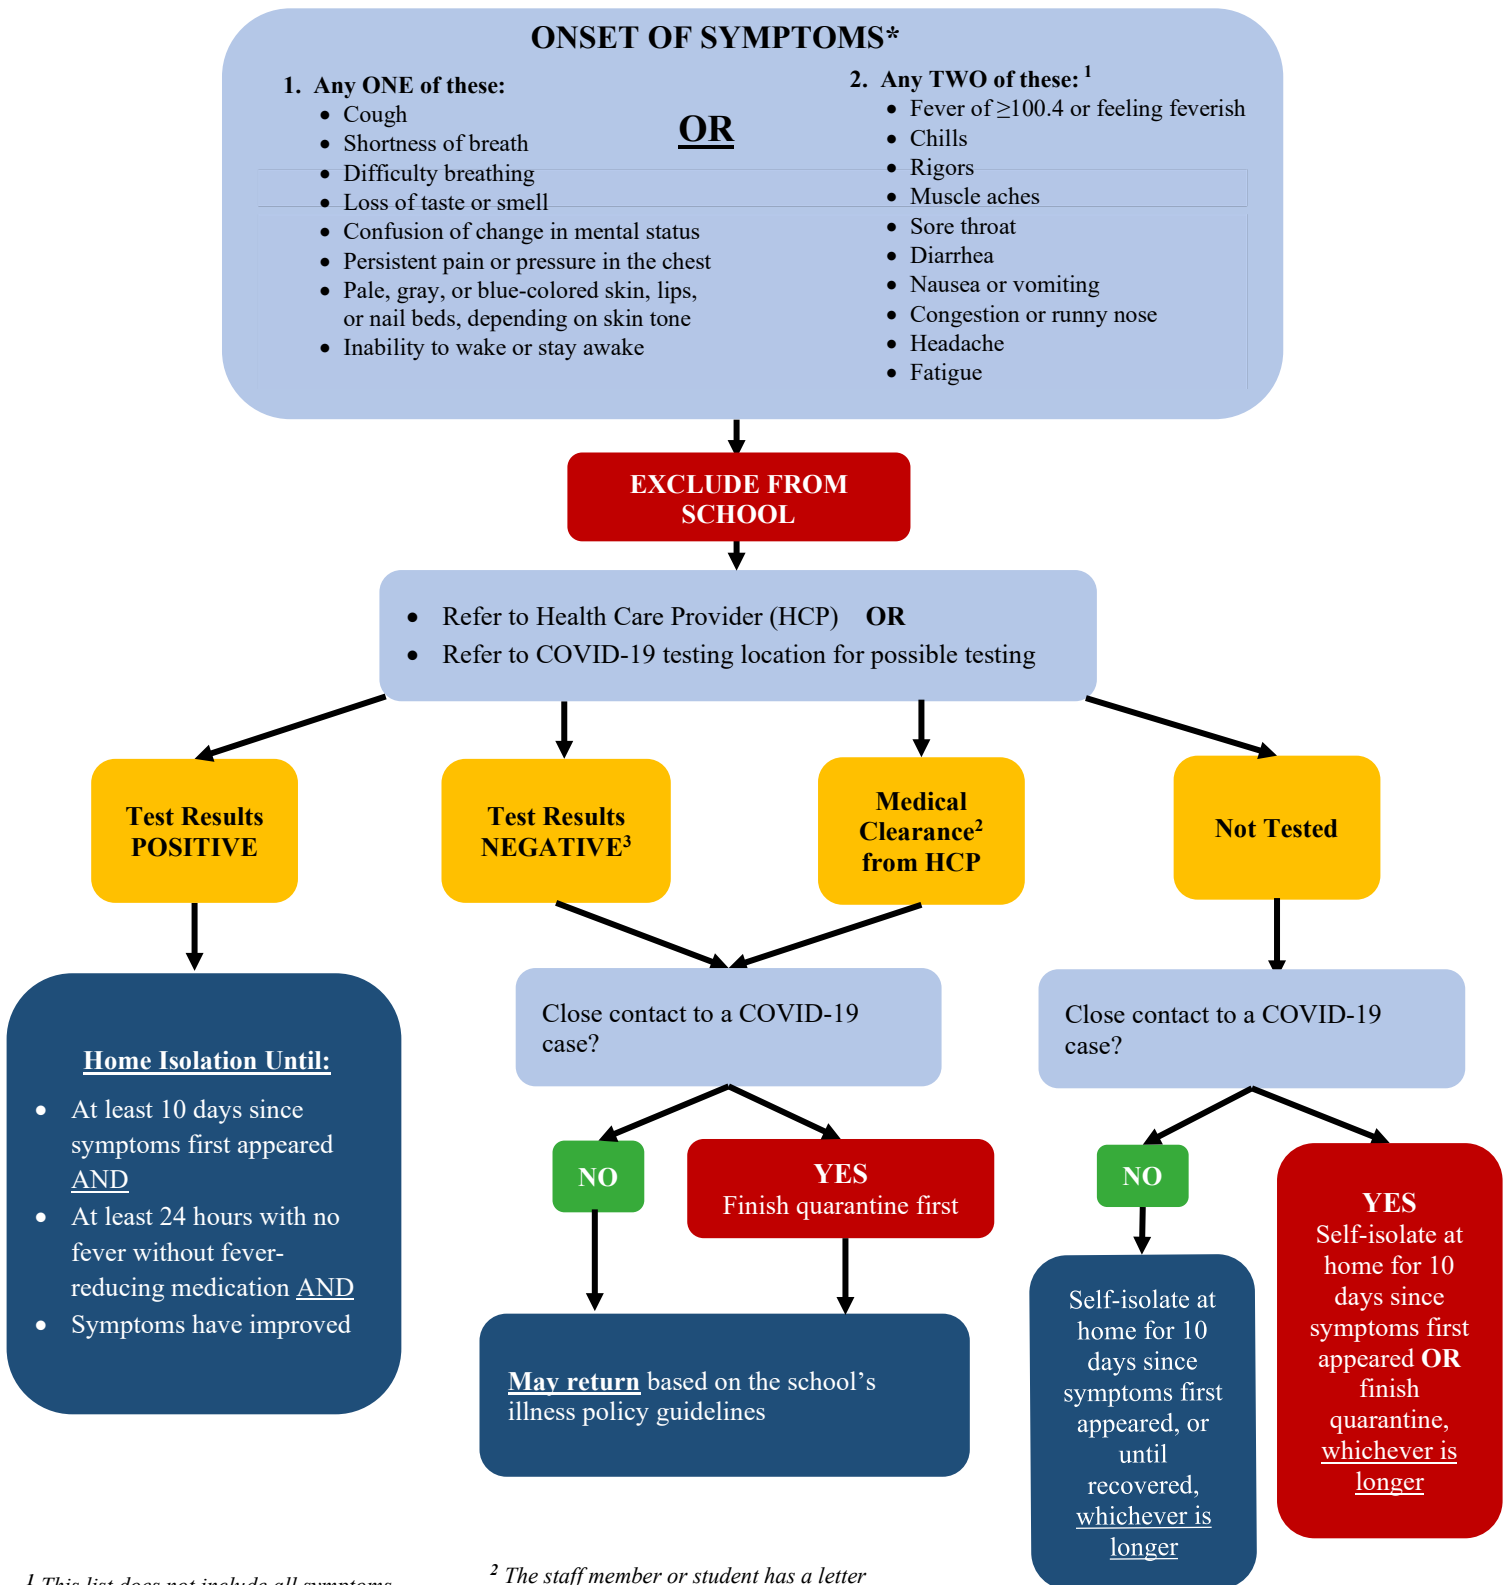 ONSET OF SYMPTOMS*
1. Any ONE of these:
• Cough
• Shortness of breath
• Difficulty breathing
• Loss of taste or smell
• Confusion of change in mental status
• Persistent pain or pressure in the chest
• Pale, gray, or blue-colored skin, lips,
or nail beds, depending on skin tone
• Inability to wake or stay awake
OR
2. Any TWO of these: 1
• Fever of ≥100.4 or feeling feverish
• Chills
• Rigors
• Muscle aches
• Sore throat
• Diarrhea
• Nausea or vomiting
• Congestion or runny nose
• Headache
• Fatigue
EXCLUDE FROM
SCHOOL
• Refer to Health Care Provider (HCP) OR
• Refer to COVID-19 testing location for possible testing
Test Results
POSITIVE
Test Results
NEGATIVE3
Medical
Clearance2
from HCP
Not Tested
Home Isolation Until:
• At least 10 days since
symptoms first appeared
AND
• At least 24 hours with no
fever without fever-
reducing medication AND
• Symptoms have improved
Close contact to a COVID-19
case?
NO
YES
Finish quarantine first
May return based on the school’s
illness policy guidelines
Close contact to a COVID-19
case?
NO
Self-isolate at
home for 10
days since
symptoms first
appeared, or
until
recovered,
whichever is
longer
YES
Self-isolate at
home for 10
days since
symptoms first
appeared OR
finish
quarantine,
whichever is
longer
1 This list does not include all symptoms
2 The staff member or student has a letter